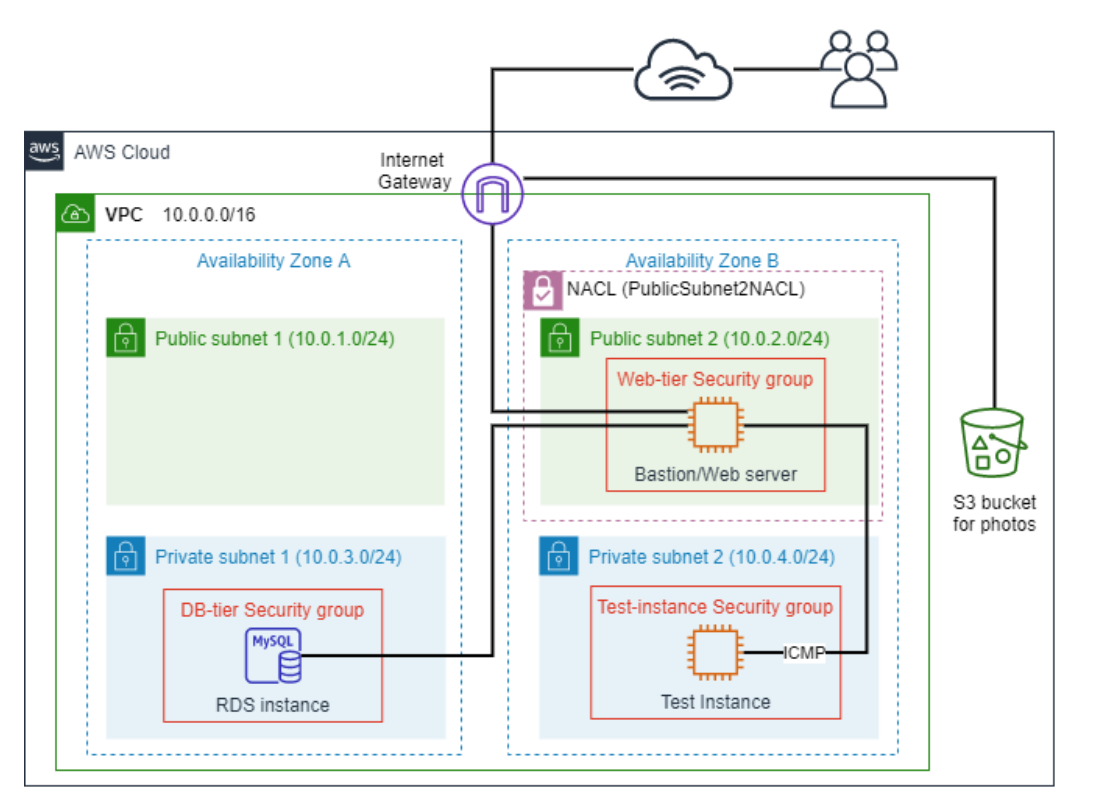 aws
AWS Cloud
Internet
Gateway
VPC 10.0.0.0/16
Availability Zone A
Availability Zone B
NACL (PublicSubnet2NACL)
Public subnet 1 (10.0.1.0/24)
Public subnet 2 (10.0.2.0/24)
Web-tier Security group
Bastion/Web server
S3 bucket
for photos
Private subnet 1 (10.0.3.0/24)
Private subnet 2 (10.0.4.0/24)
DB-tier Security group
MySQL
RDS instance
Test-instance Security group
ICMP
Test Instance